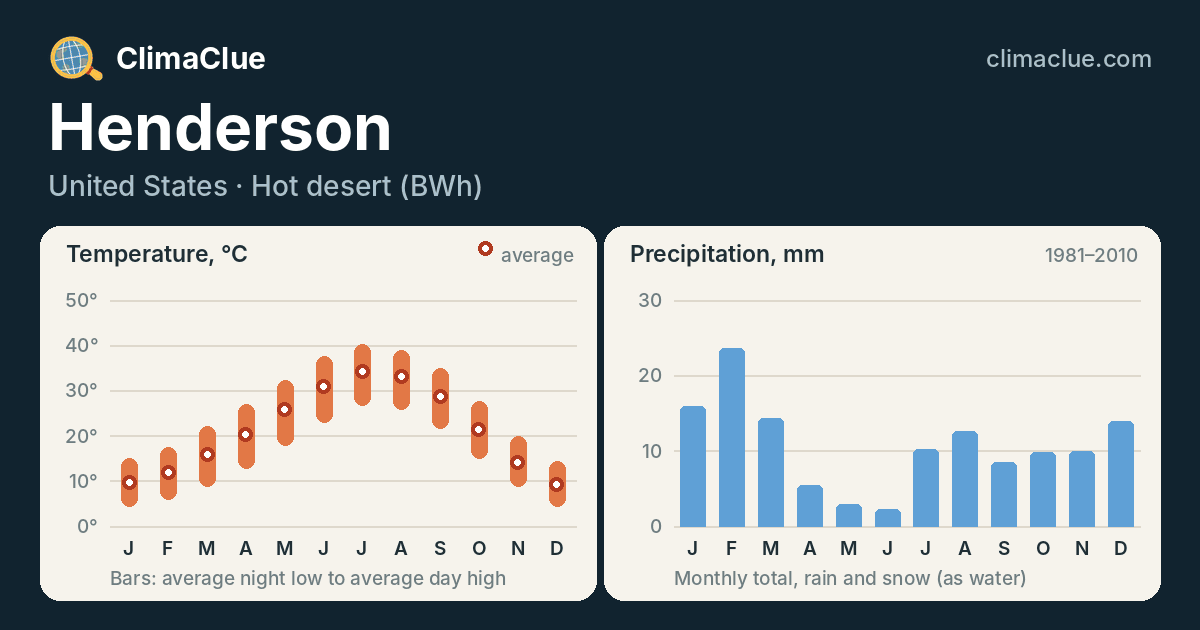 ClimaClue
climaclue.com
Henderson
United States · Hot desert (BWh)
Temperature, °C
average
50°
40°
30°
20°
10°
0°
J F M A M J J A S O N D
Bars: average night low to average day high
Precipitation, mm
1981–2010
30
20
10
0
J F M A M J J A S O N D
Monthly total, rain and snow (as water)